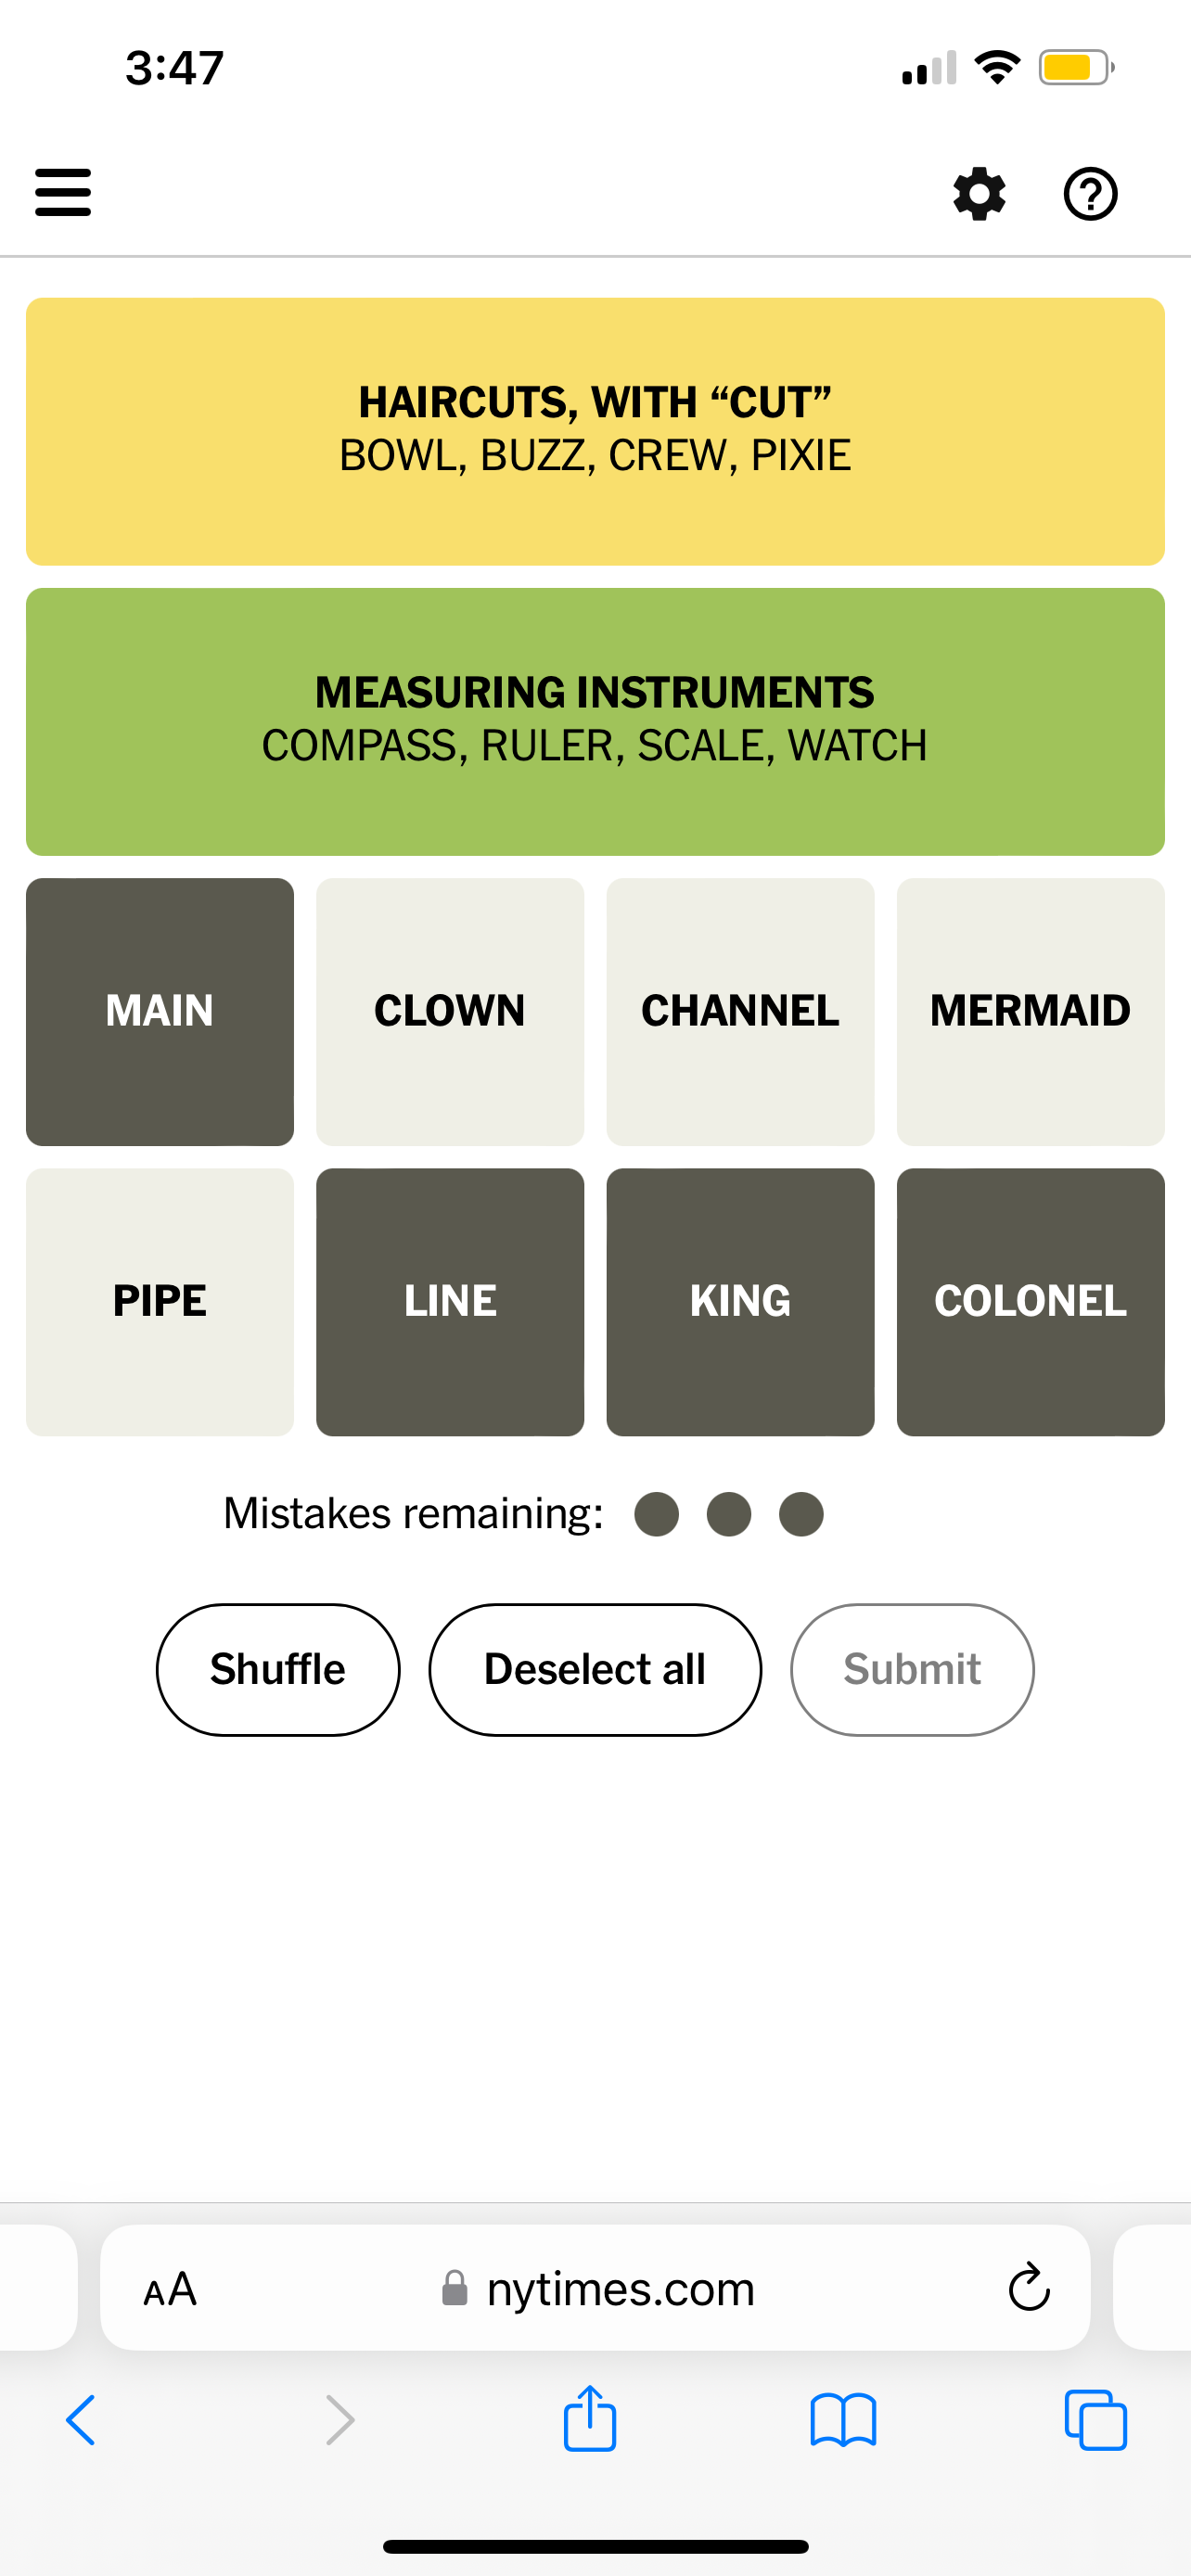 3:47
HAIRCUTS, WITH “CUT”
BOWL, BUZZ, CREW, PIXIE
MEASURING INSTRUMENTS
COMPASS, RULER, SCALE, WATCH
MAIN CLOWN CHANNEL MERMAID
PIPE LINE KING COLONEL
Mistakes remaining:
Shuffle Deselect all Submit
AA nytimes.com